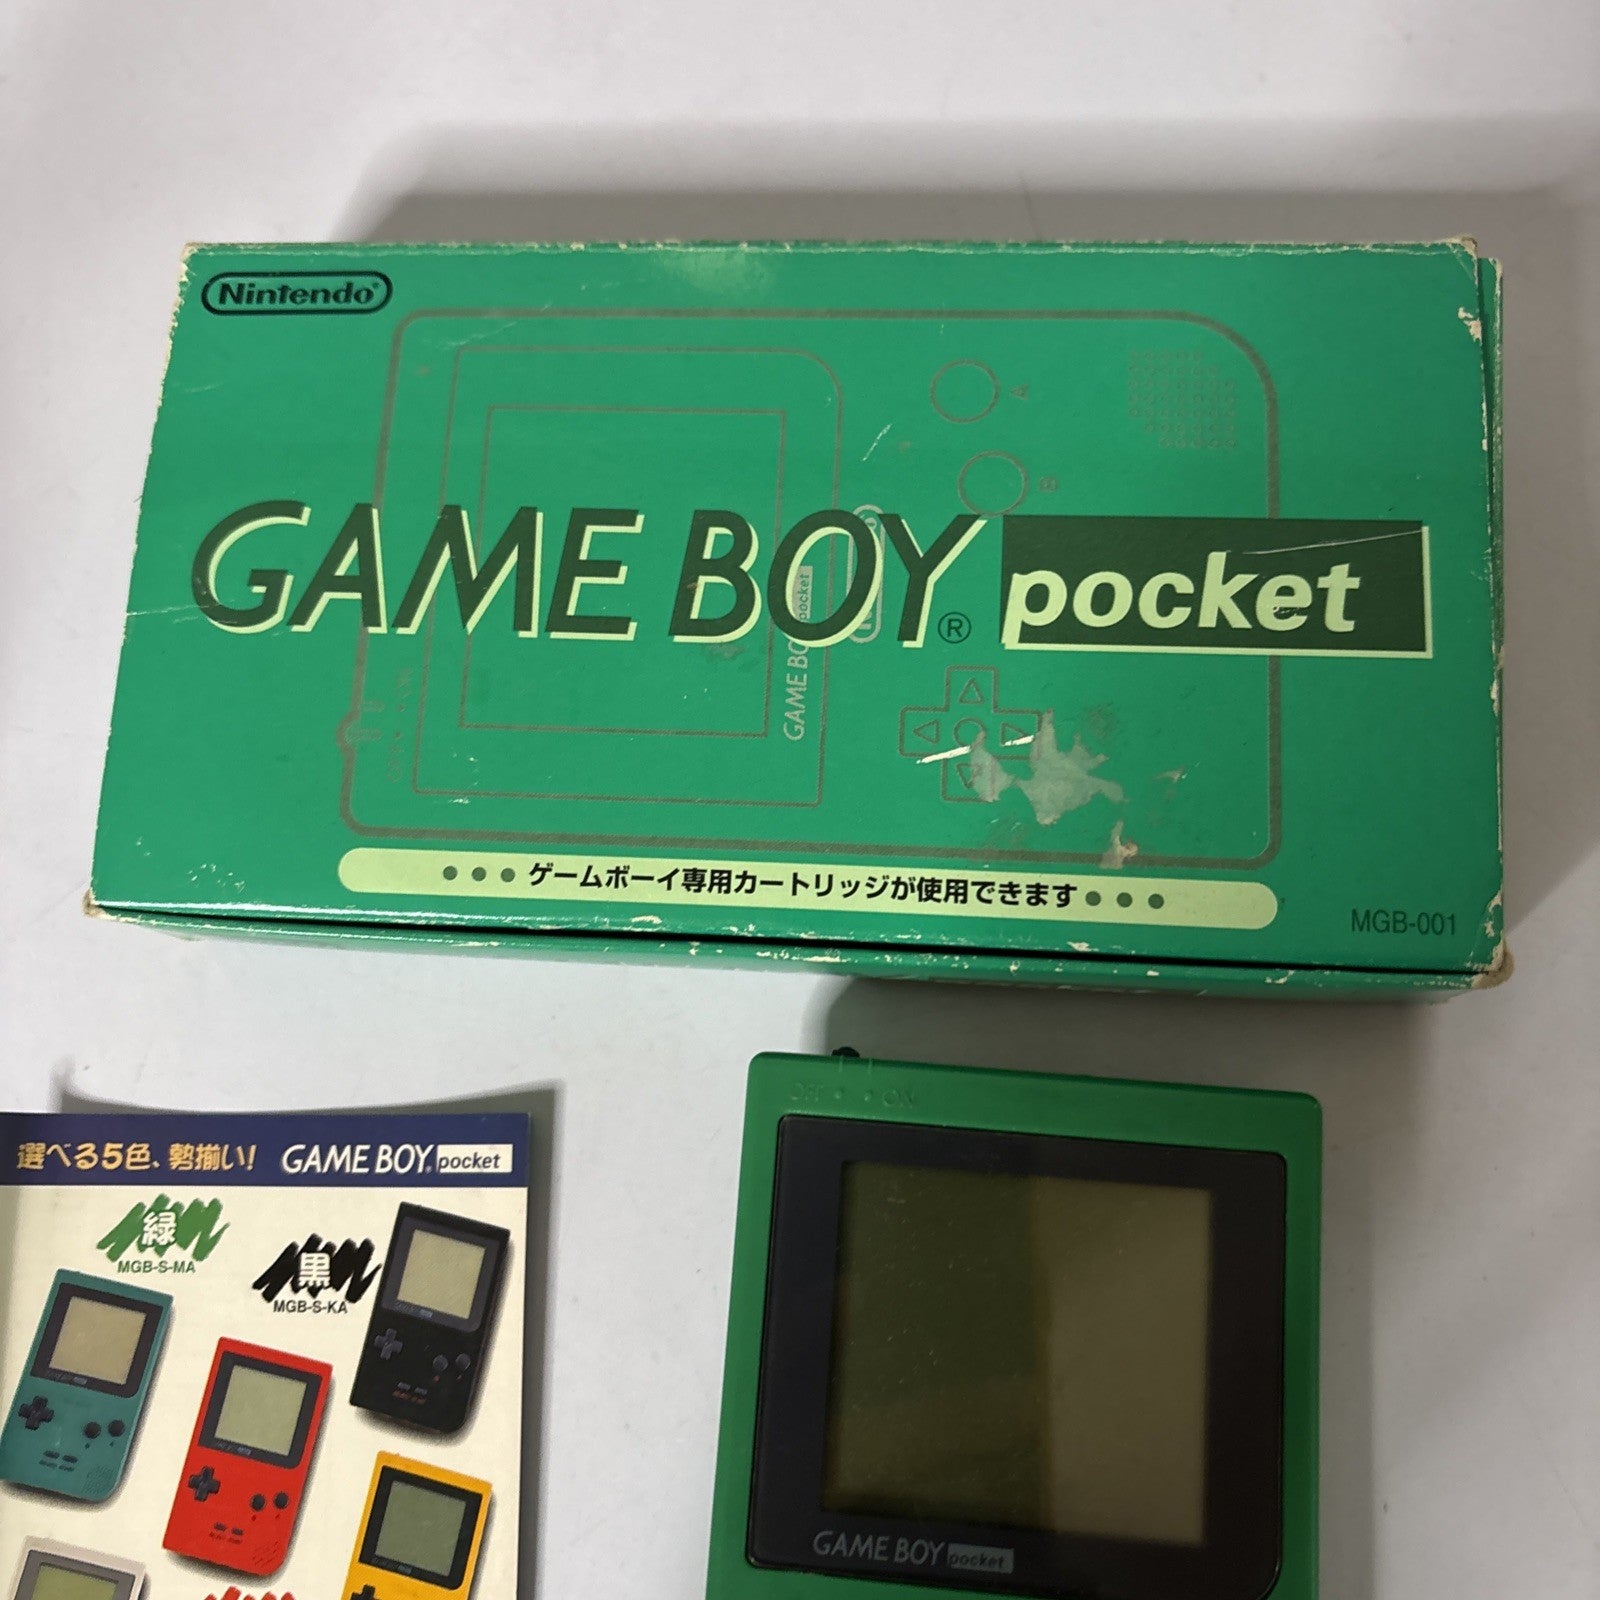 Nintendo®
A
B
GAME BOY® pocket
GAME BOY pocket
OFF ON
●●●ゲームボーイ専用カートリッジが使用できます●●●
MGB-001
OFF ON
選べる5色、勢揃い! GAME BOY® pocket
緑
MGB-S-MA
黒
MGB-S-KA
GAME BOY pocket